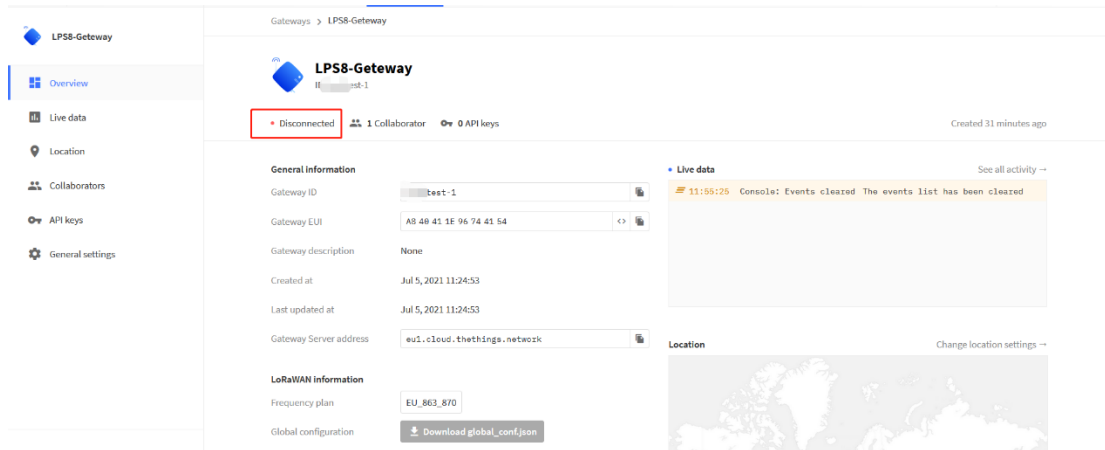 Gateways > LPS8-Geteway
LPS8-Geteway
Overview
Live data
Location
Collaborators
API keys
General settings
LPS8-Geteway
est-1
Disconnected 1 Collaborator 0 API keys Created 31 minutes ago
General information
Gateway ID test-1
Gateway EUI A8 40 41 1E 96 74 41 54 <>
Gateway description None
Created at Jul 5, 2021 11:24:53
Last updated at Jul 5, 2021 11:24:53
Gateway Server address eu1.cloud.thethings.network
LoRaWAN information
Frequency plan EU_863_870
Global configuration Download global_conf.json
Live data See all activity →
11:55:25 Console: Events cleared The events list has been cleared
Location Change location settings →